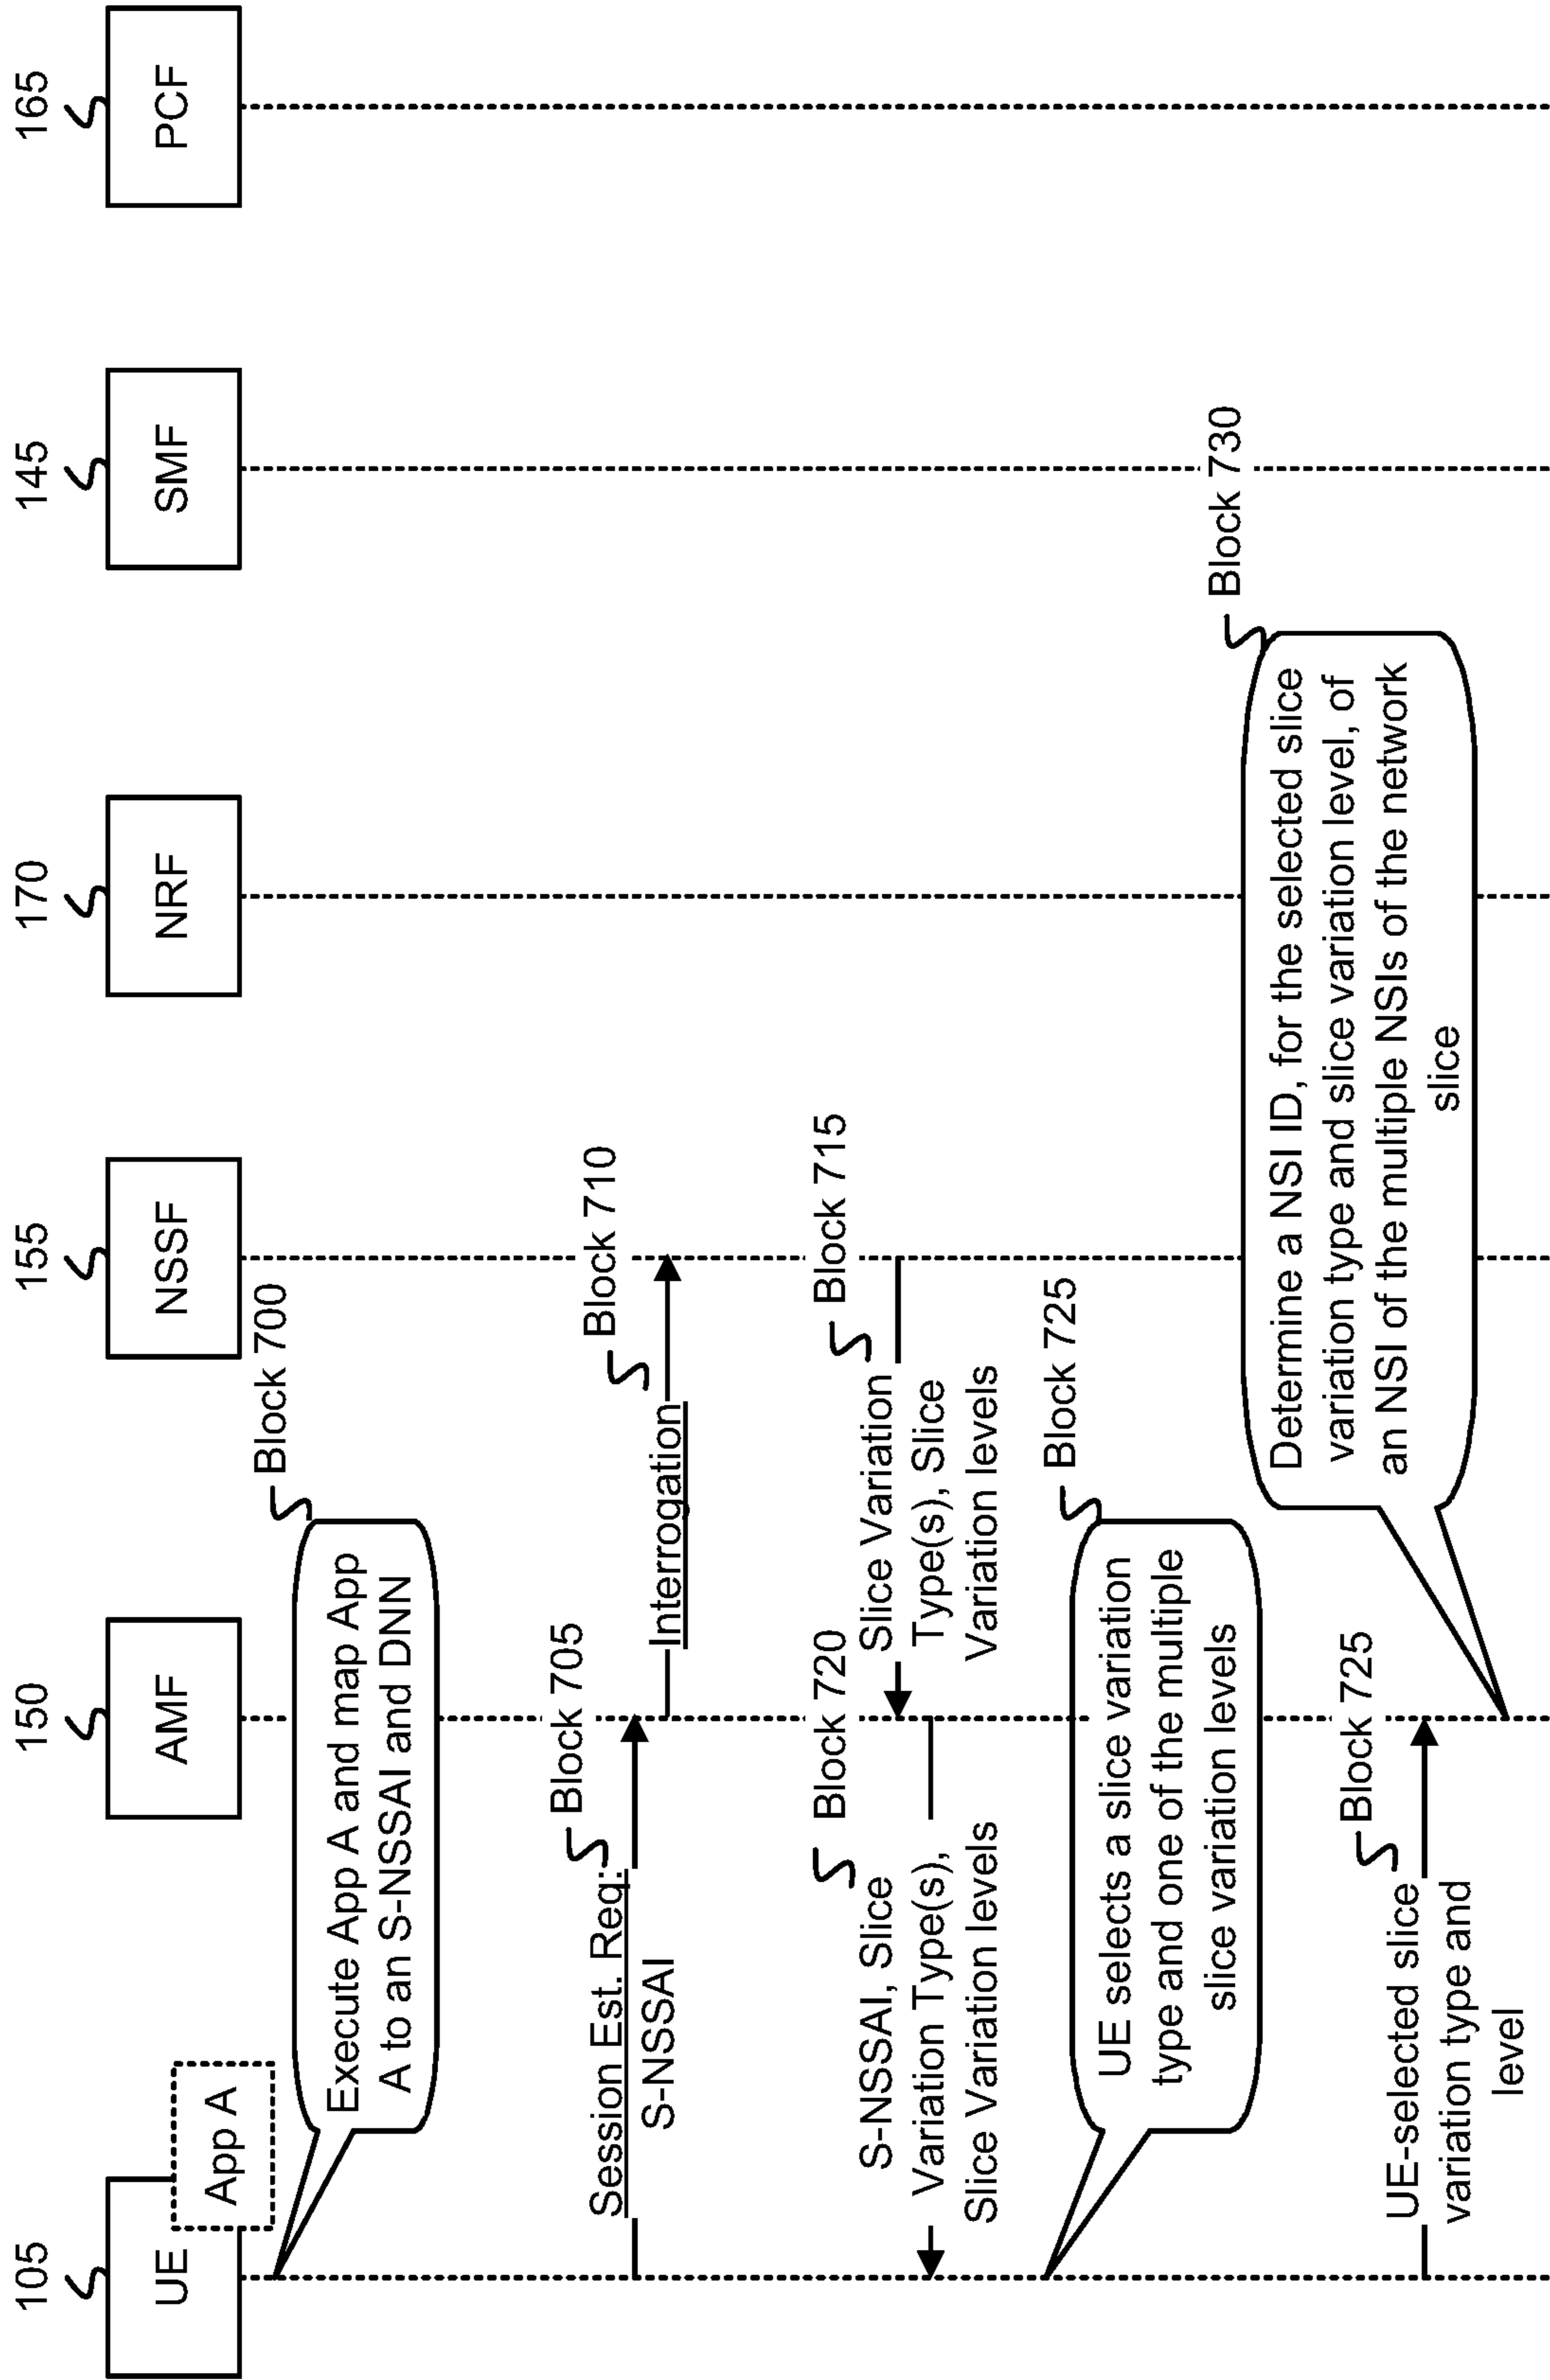 105
150
155
170
145
165
UE
App A
AMF
NSSF
NRF
SMF
PCF
Block 700
Execute App A and map App
A to an S-NSSAI and DNN
Block 705
Session Est. Req:
S-NSSAI
Block 710
Interrogation
Block 715
Slice Variation
Type(s), Slice
Variation levels
Block 720
S-NSSAI, Slice
Variation Type(s),
Slice Variation levels
Block 725
UE selects a slice variation
type and one of the multiple
slice variation levels
Block 725
UE-selected slice
variation type and
level
Block 730
Determine a NSI ID, for the selected slice
variation type and slice variation level, of
an NSI of the multiple NSIs of the network
slice